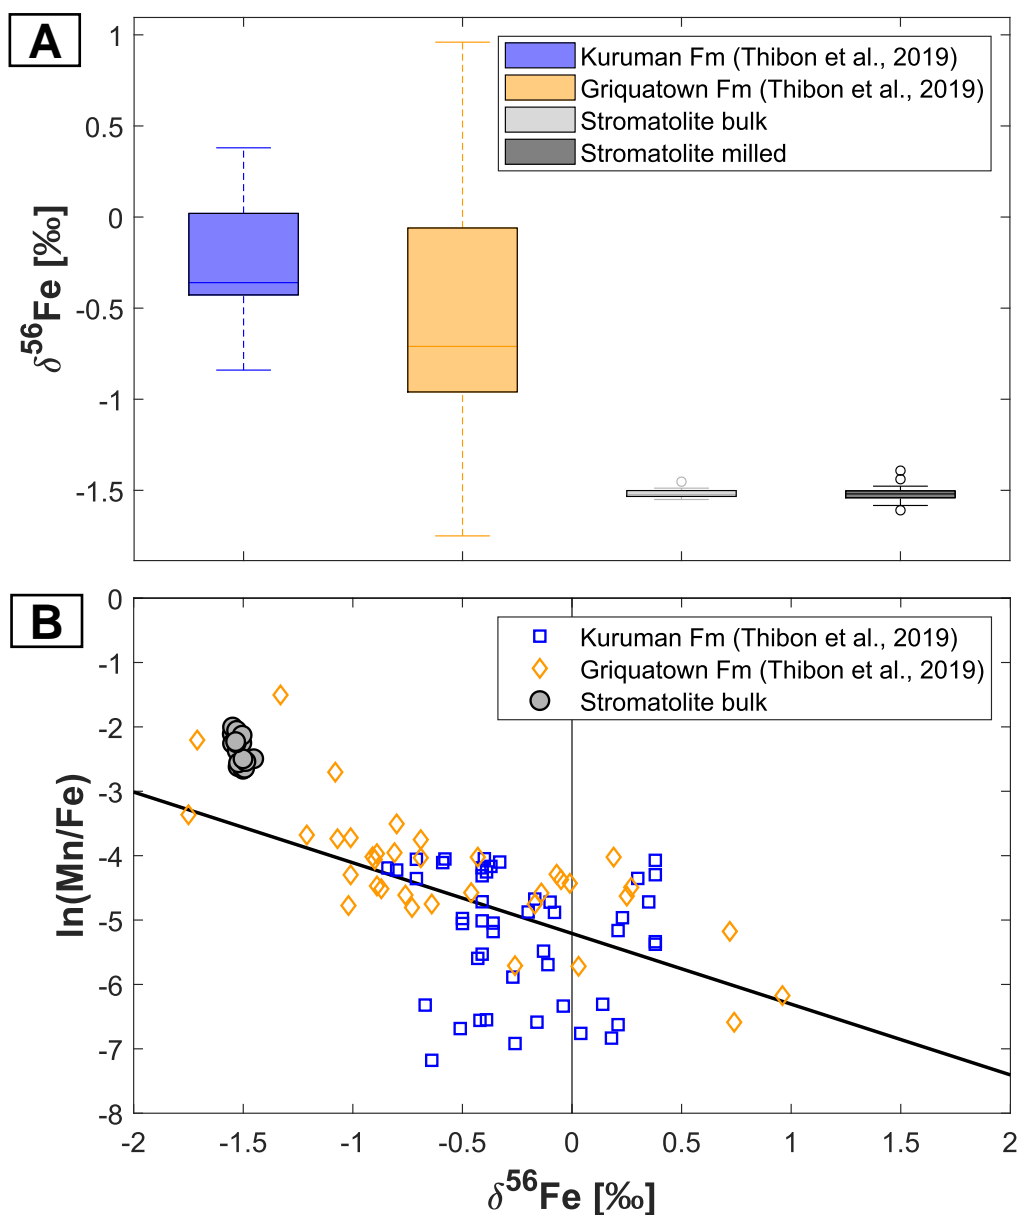 A
1
0.5
0
-0.5
-1
-1.5
δ56Fe [‰]
Kuruman Fm (Thibon et al., 2019)
Griquatown Fm (Thibon et al., 2019)
Stromatolite bulk
Stromatolite milled
B
0
-1
-2
-3
-4
-5
-6
-7
-8
ln(Mn/Fe)
Kuruman Fm (Thibon et al., 2019)
Griquatown Fm (Thibon et al., 2019)
Stromatolite bulk
-2 -1.5 -1 -0.5 0 0.5 1 1.5 2
δ56Fe [‰]